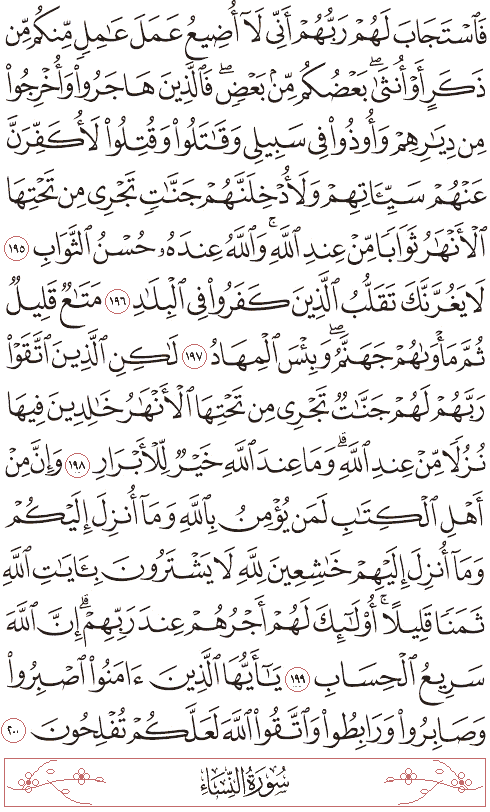 فَٱسْتَجَابَ لَهُمْ رَبُّهُمْ أَنِّي لَآ أُضِيعُ عَمَلَ عَٰمِلٍ مِّنكُم مِّن
ذَكَرٍ أَوْ أُنثَىٰۖ بَعْضُكُم مِّنۢ بَعْضٖۖ فَٱلَّذِينَ هَاجَرُوا۟ وَأُخْرِجُوا۟
مِن دِيَٰرِهِمْ وَأُوذُوا۟ فِي سَبِيلِي وَقَٰتَلُوا۟ وَقُتِلُوا۟ لَأُكَفِّرَنَّ
عَنْهُمْ سَيِّـَٔاتِهِمْ وَلَأُدْخِلَنَّهُمْ جَنَّٰتٖ تَجْرِي مِن تَحْتِهَا
ٱلْأَنْهَٰرُ ثَوَابٗا مِّنْ عِندِ ٱللَّهِۚ وَٱللَّهُ عِندَهُۥ حُسْنُ ٱلثَّوَابِ ١٩٥
لَا يَغُرَّنَّكَ تَقَلُّبُ ٱلَّذِينَ كَفَرُوا۟ فِي ٱلْبِلَٰدِ ١٩٦ مَتَٰعٞ قَلِيلٞ
ثُمَّ مَأْوَىٰهُمْ جَهَنَّمُۖ وَبِئْسَ ٱلْمِهَادُ ١٩٧ لَٰكِنِ ٱلَّذِينَ ٱتَّقَوْا۟
رَبَّهُمْ لَهُمْ جَنَّٰتٞ تَجْرِي مِن تَحْتِهَا ٱلْأَنْهَٰرُ خَٰلِدِينَ فِيهَا
نُزُلٗا مِّنْ عِندِ ٱللَّهِۗ وَمَا عِندَ ٱللَّهِ خَيْرٞ لِّلْأَبْرَارِ ١٩٨ وَإِنَّ مِنْ
أَهْلِ ٱلْكِتَٰبِ لَمَن يُؤْمِنُ بِٱللَّهِ وَمَآ أُنزِلَ إِلَيْكُمْ
وَمَآ أُنزِلَ إِلَيْهِمْ خَٰشِعِينَ لِلَّهِ لَا يَشْتَرُونَ بِـَٔايَٰتِ ٱللَّهِ
ثَمَنٗا قَلِيلًاۚ أُو۟لَٰٓئِكَ لَهُمْ أَجْرُهُمْ عِندَ رَبِّهِمْۗ إِنَّ ٱللَّهَ
سَرِيعُ ٱلْحِسَابِ ١٩٩ يَٰٓأَيُّهَا ٱلَّذِينَ ءَامَنُوا۟ ٱصْبِرُوا۟
وَصَابِرُوا۟ وَرَابِطُوا۟ وَٱتَّقُوا۟ ٱللَّهَ لَعَلَّكُمْ تُفْلِحُونَ ٢٠٠
سُورَةُ ٱلنِّسَاءِ